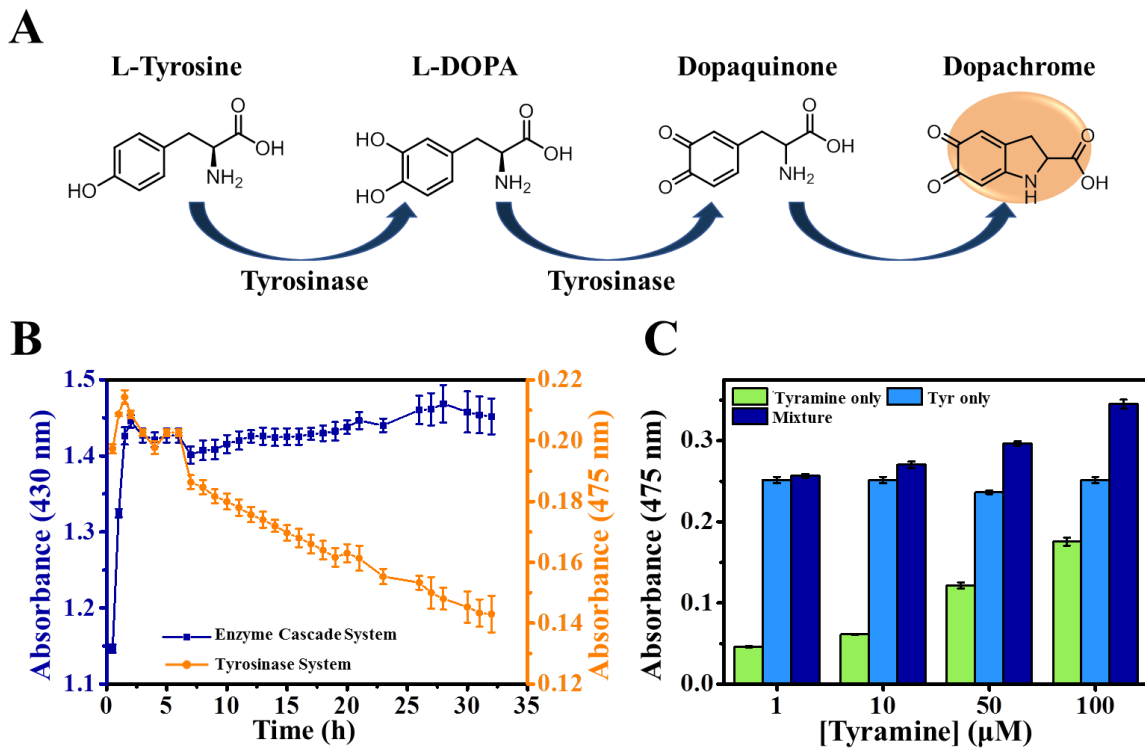 A
L-Tyrosine
L-DOPA
Dopaquinone
Dopachrome
HO
NH2
O
OH
HO
HO
NH2
O
OH
O
O
NH2
O
OH
O
O
N
H
O
OH
Tyrosinase
Tyrosinase
B
Absorbance (430 nm)
1.5
1.4
1.3
1.2
1.1
0.22
0.20
0.18
0.16
0.14
0.12
Absorbance (475 nm)
Enzyme Cascade System
Tyrosinase System
0 5 10 15 20 25 30 35
Time (h)
C
Absorbance (475 nm)
0.3
0.2
0.1
0.0
Tyramine only
Tyr only
Mixture
1 10 50 100
[Tyramine] (µM)